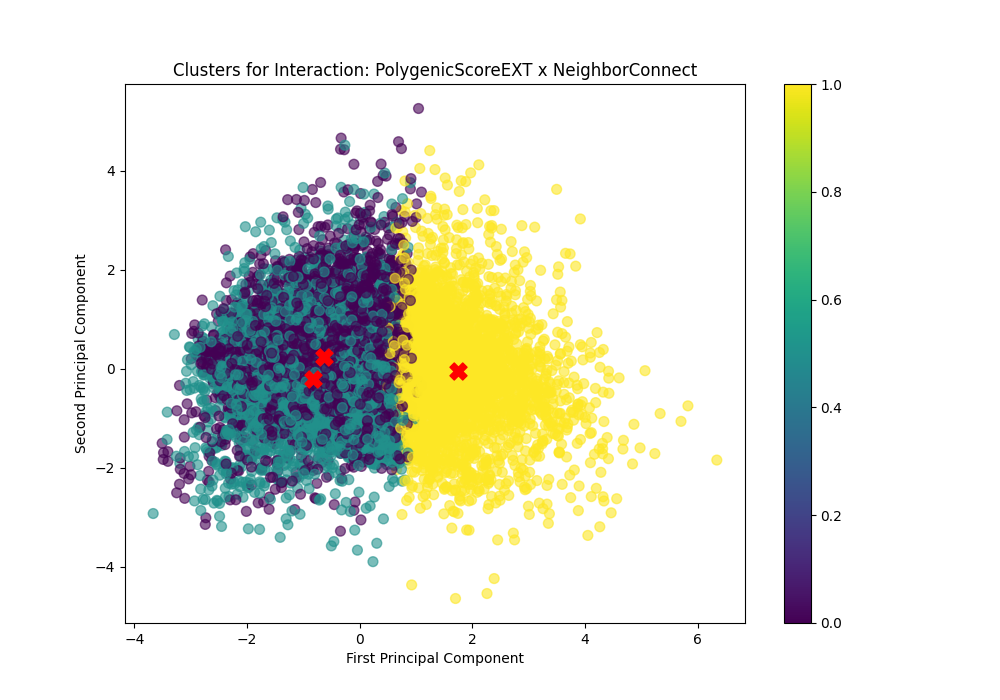 Clusters for Interaction: PolygenicScoreEXT x NeighborConnect
Second Principal Component
4
2
0
−2
−4
−4 −2 0 2 4 6
First Principal Component
1.0
0.8
0.6
0.4
0.2
0.0